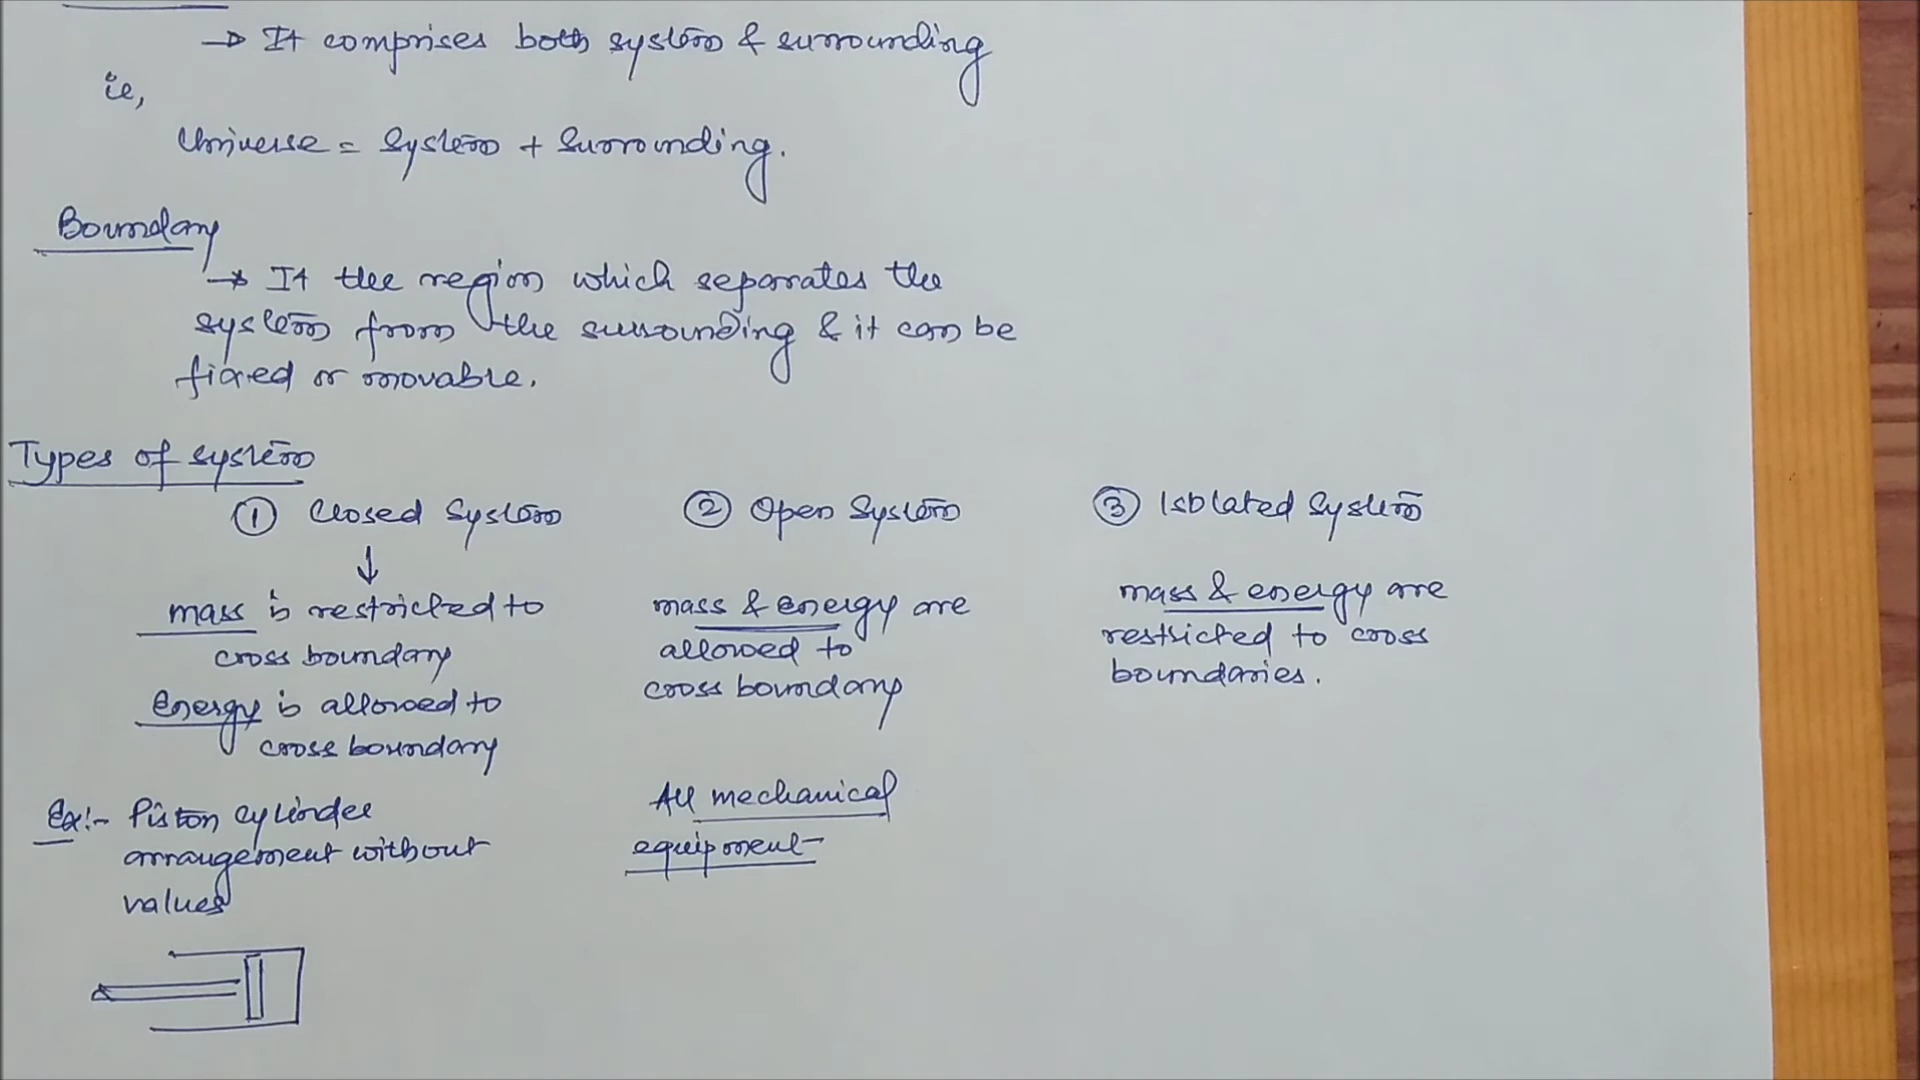 → It comprises both system & surrounding
ie,
Universe = System + Surrounding.
Boundary
→ It the region which separates the
system from the surrounding & it can be
fixed or movable.
Types of system
① Closed System
↓
mass is restricted to
cross boundary
Energy is allowed to
cross boundary
Ex:- Piston cylinder
arrangement without
values
② Open System
mass & energy are
allowed to
cross boundary
All mechanical
equipment
③ Isolated System
mass & energy are
restricted to cross
boundaries.